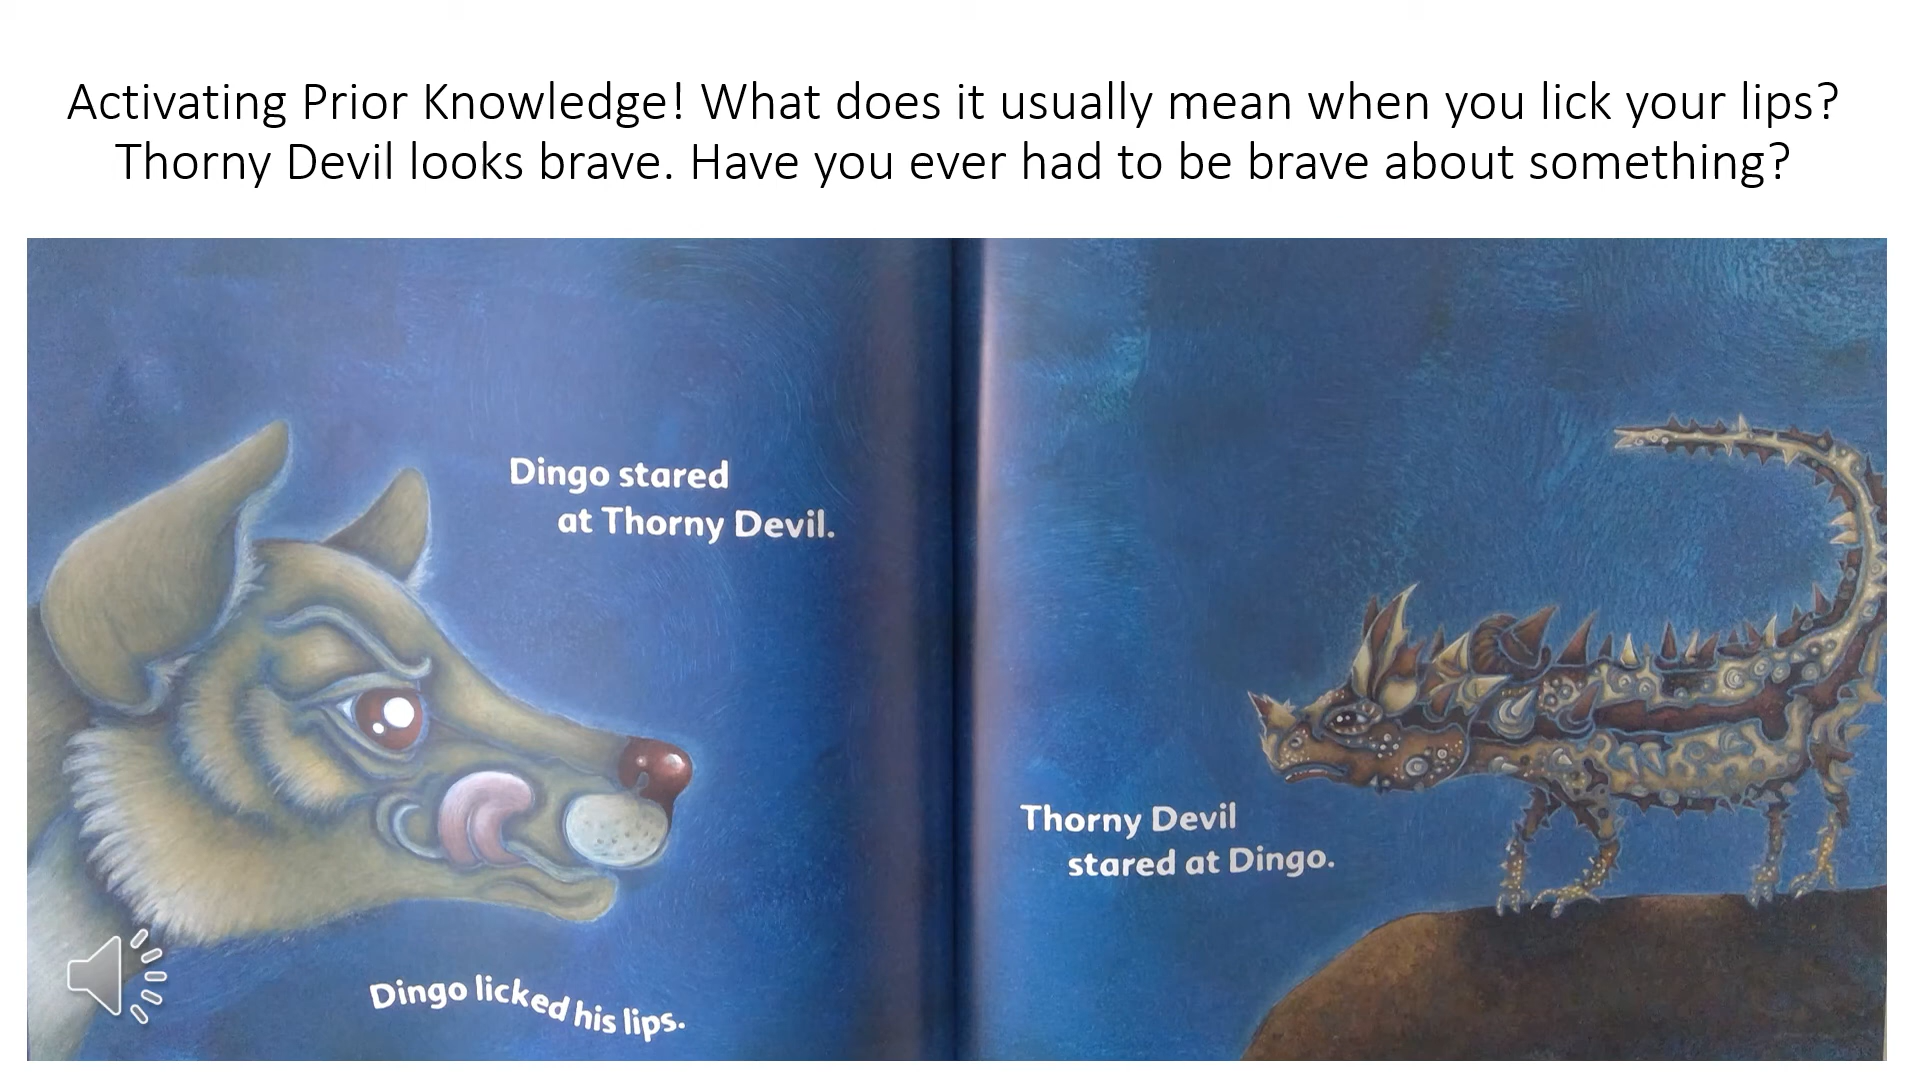 Activating Prior Knowledge! What does it usually mean when you lick your lips?
Thorny Devil looks brave. Have you ever had to be brave about something?
Dingo stared
at Thorny Devil.
Dingo licked his lips.
Thorny Devil
stared at Dingo.